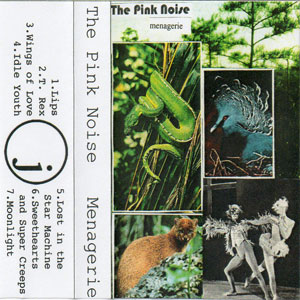 The Pink Noise
menagerie
The Pink Noise   Menagerie
1.Lips
2.T. Rex
3.Wings of Love
4.Idle Youth
j
5.Lost in the
Star Machine
6.Sweethearts
and Super Creeps
7.Moonlight